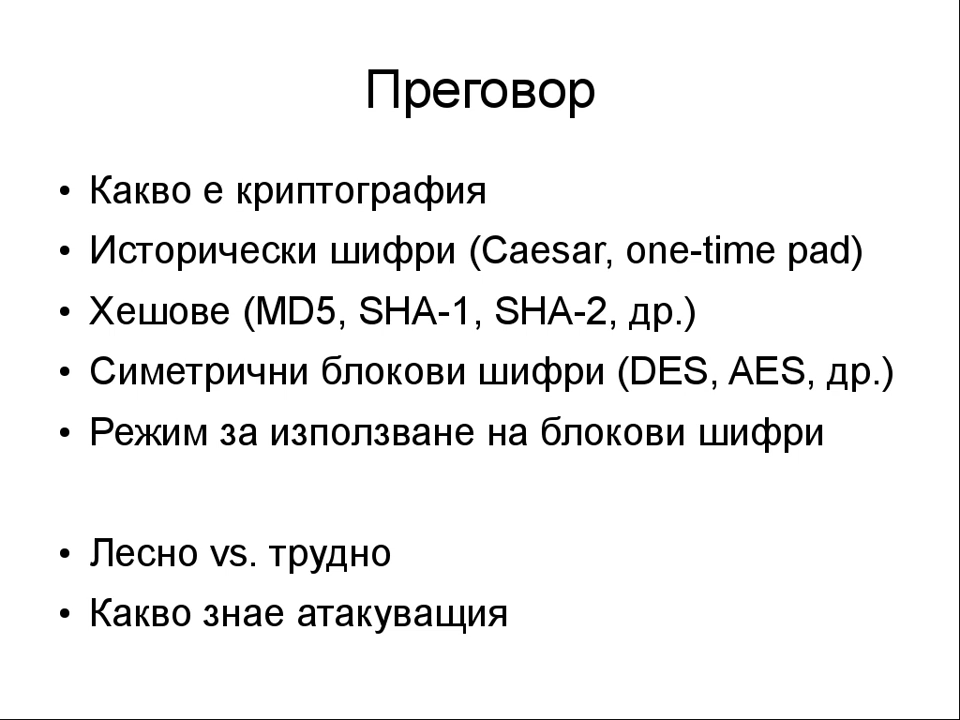 Преговор
• Какво е криптография
• Исторически шифри (Caesar, one-time pad)
• Хешове (MD5, SHA-1, SHA-2, др.)
• Симетрични блокови шифри (DES, AES, др.)
• Режим за използване на блокови шифри
• Лесно vs. трудно
• Какво знае атакуващия